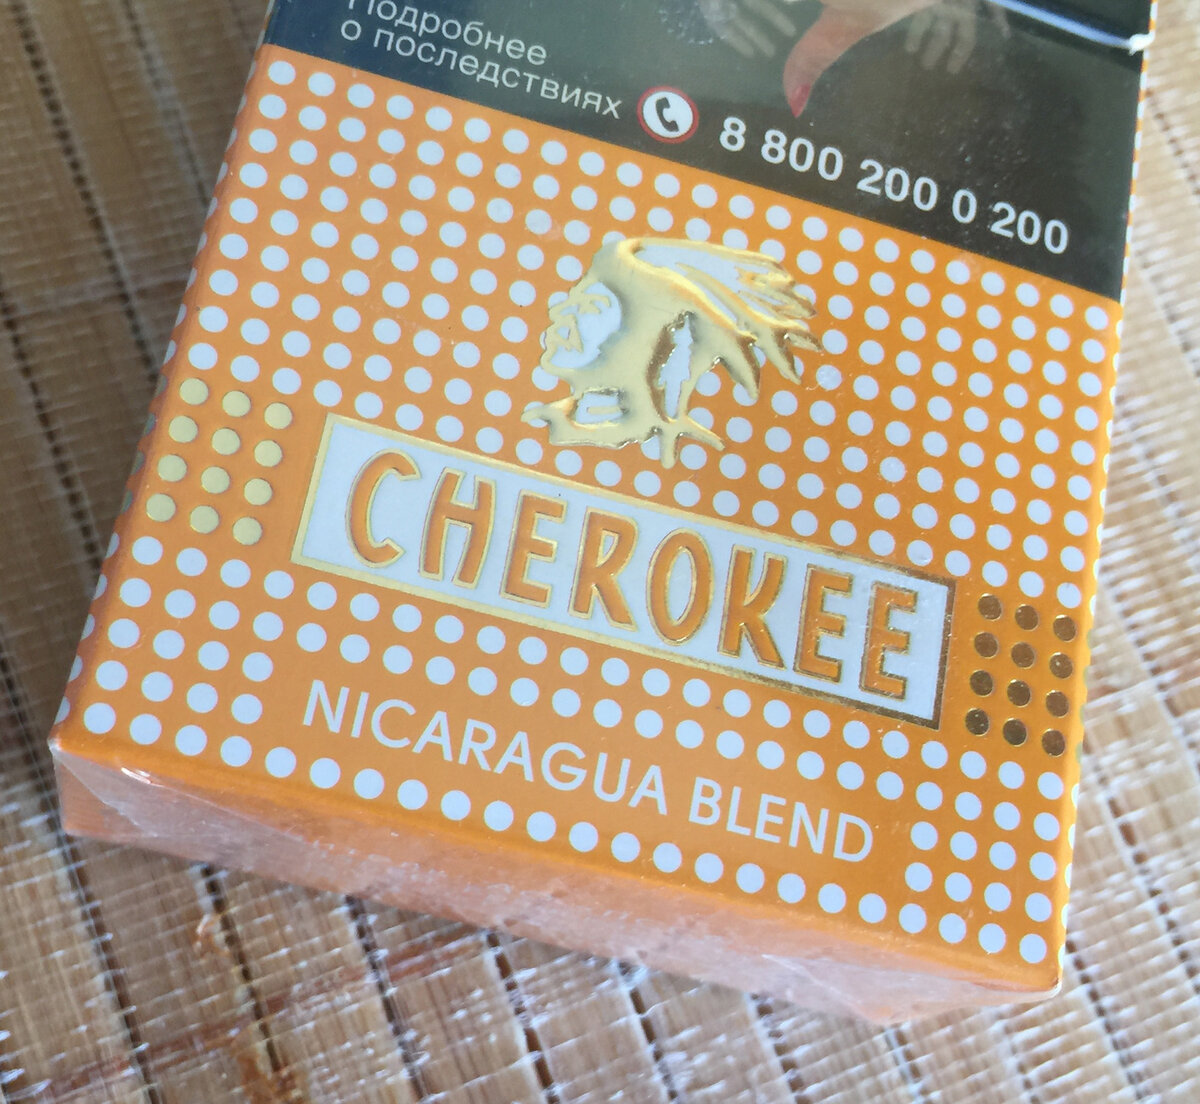 Подробнее
о последствиях
8 800 200 0 200
CHEROKEE
NICARAGUA BLEND